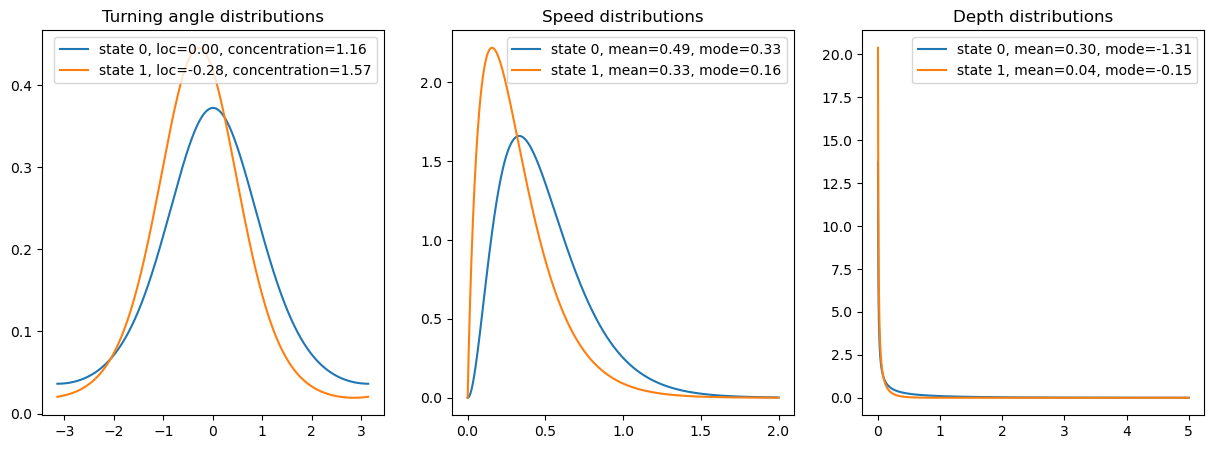 Turning angle distributions
state 0, loc=0.00, concentration=1.16
state 1, loc=-0.28, concentration=1.57
0.4
0.3
0.2
0.1
0.0
−3 −2 −1 0 1 2 3
Speed distributions
state 0, mean=0.49, mode=0.33
state 1, mean=0.33, mode=0.16
2.0
1.5
1.0
0.5
0.0
0.0 0.5 1.0 1.5 2.0
Depth distributions
state 0, mean=0.30, mode=-1.31
state 1, mean=0.04, mode=-0.15
20.0
17.5
15.0
12.5
10.0
7.5
5.0
2.5
0.0
0 1 2 3 4 5